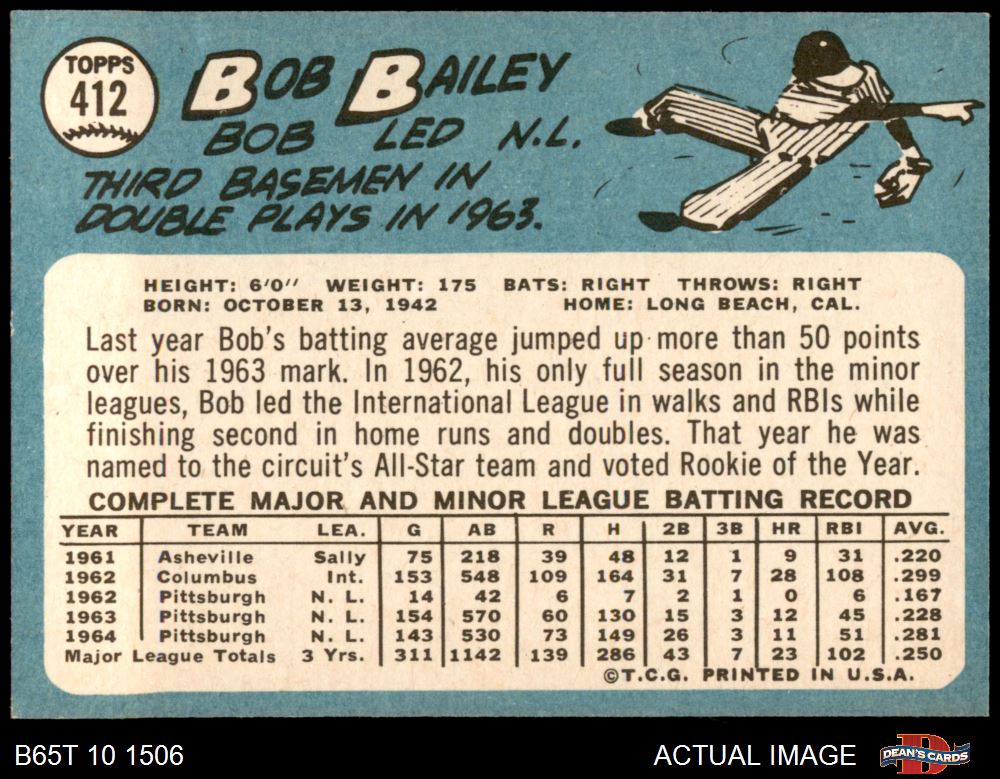 TOPPS
412
BOB BAILEY
BOB LED N.L.
THIRD BASEMEN IN
DOUBLE PLAYS IN 1963.
HEIGHT: 6'0" WEIGHT: 175 BATS: RIGHT THROWS: RIGHT
BORN: OCTOBER 13, 1942 HOME: LONG BEACH, CAL.
Last year Bob's batting average jumped up more than 50 points
over his 1963 mark. In 1962, his only full season in the minor
leagues, Bob led the International League in walks and RBIs while
finishing second in home runs and doubles. That year he was
named to the circuit's All-Star team and voted Rookie of the Year.
COMPLETE MAJOR AND MINOR LEAGUE BATTING RECORD
YEAR TEAM LEA. G AB R H 2B 3B HR RBI AVG.
1961 Asheville Sally 75 218 39 48 12 1 9 31 .220
1962 Columbus Int. 153 548 109 164 31 7 28 108 .299
1962 Pittsburgh N. L. 14 42 6 7 2 1 0 6 .167
1963 Pittsburgh N. L. 154 570 60 130 15 3 12 45 .228
1964 Pittsburgh N. L. 143 530 73 149 26 3 11 51 .281
Major League Totals 3 Yrs. 311 1142 139 286 43 7 23 102 .250
©T.C.G. PRINTED IN U.S.A.
B65T 10 1506 ACTUAL IMAGE DEAN'S CARDS